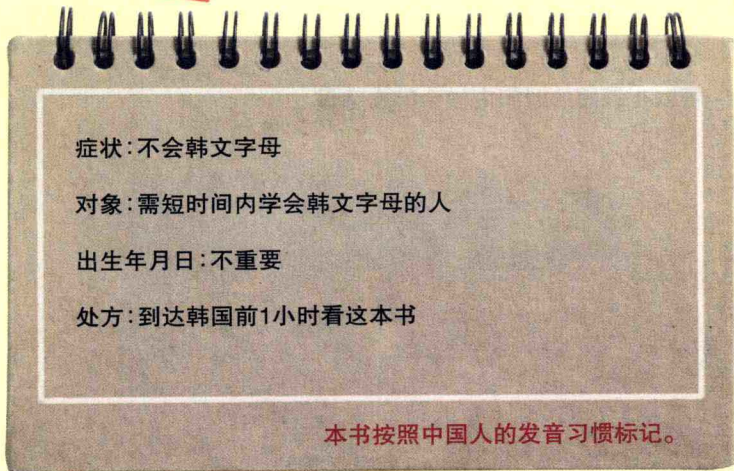 症状:不会韩文字母
对象:需短时间内学会韩文字母的人
出生年月日:不重要
处方:到达韩国前1小时看这本书
本书按照中国人的发音习惯标记。